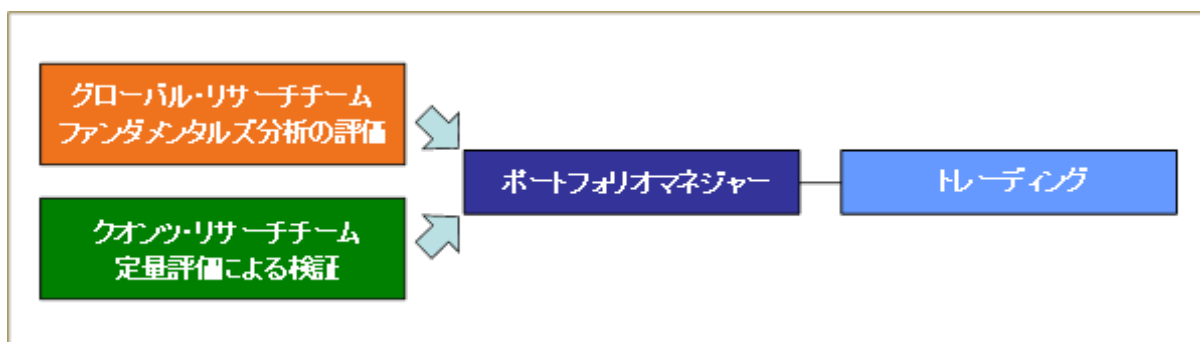 グローバル・リサーチチーム
ファンダメンタルズ分析の評価
クオンツ・リサーチチーム
定量評価による検証
ポートフォリオマネジャー
トレーディング